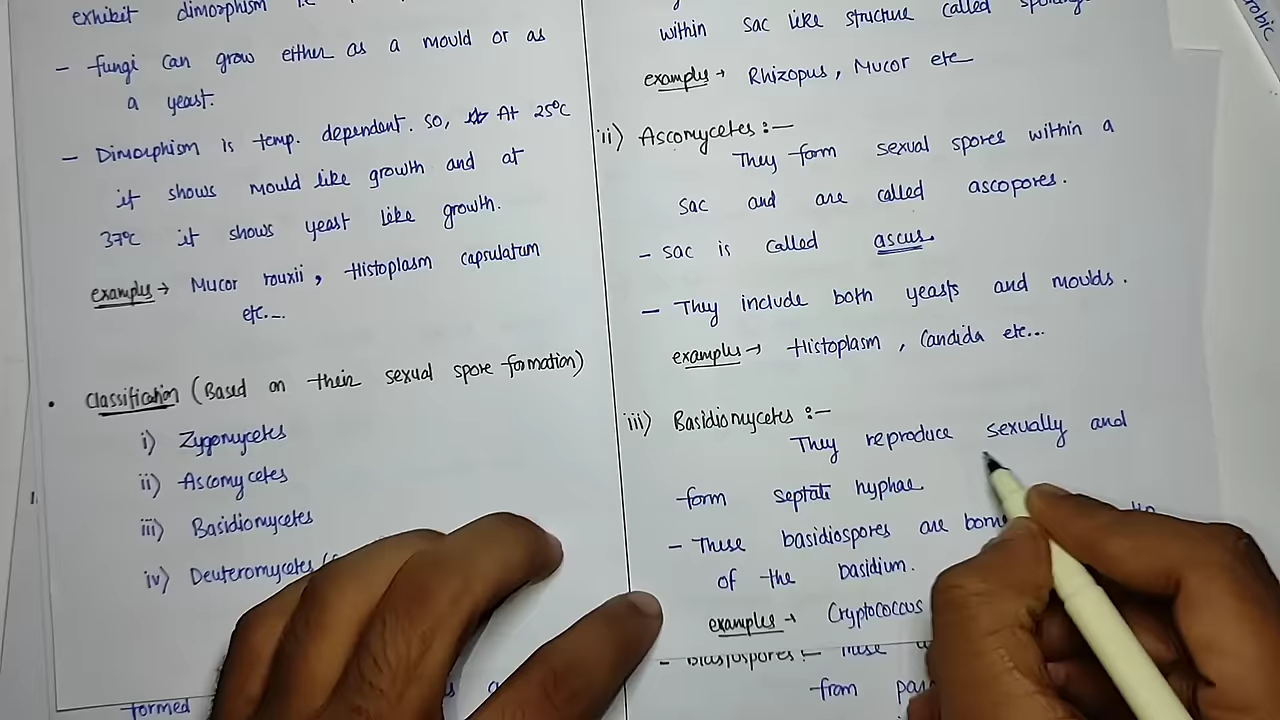 exhibit dimorphism
- fungi can grow either as a mould or as
a yeast.
- Dimorphism is temp. dependent. so, At 25°C
it shows mould like growth and at
37°C it shows yeast like growth.
examples → Mucor rouxii, Histoplasm capsulatum
etc...
• Classification (Based on their sexual spore formation)
i) Zygomycetes
ii) Ascomycetes
iii) Basidiomycetes
iv) Deuteromycetes
formed
within sac like structure called
examples → Rhizopus, Mucor etc
ii) Ascomycetes :-
They form sexual spores within a
sac and are called ascopores.
- sac is called ascus.
- They include both yeasts and moulds.
examples → Histoplasm, Candida etc...
iii) Basidiomycetes :-
They reproduce sexually and
form septate hyphae
- These basidiospores are
of the basidium.
examples → Cryptococcus
- Blastospores :-
from